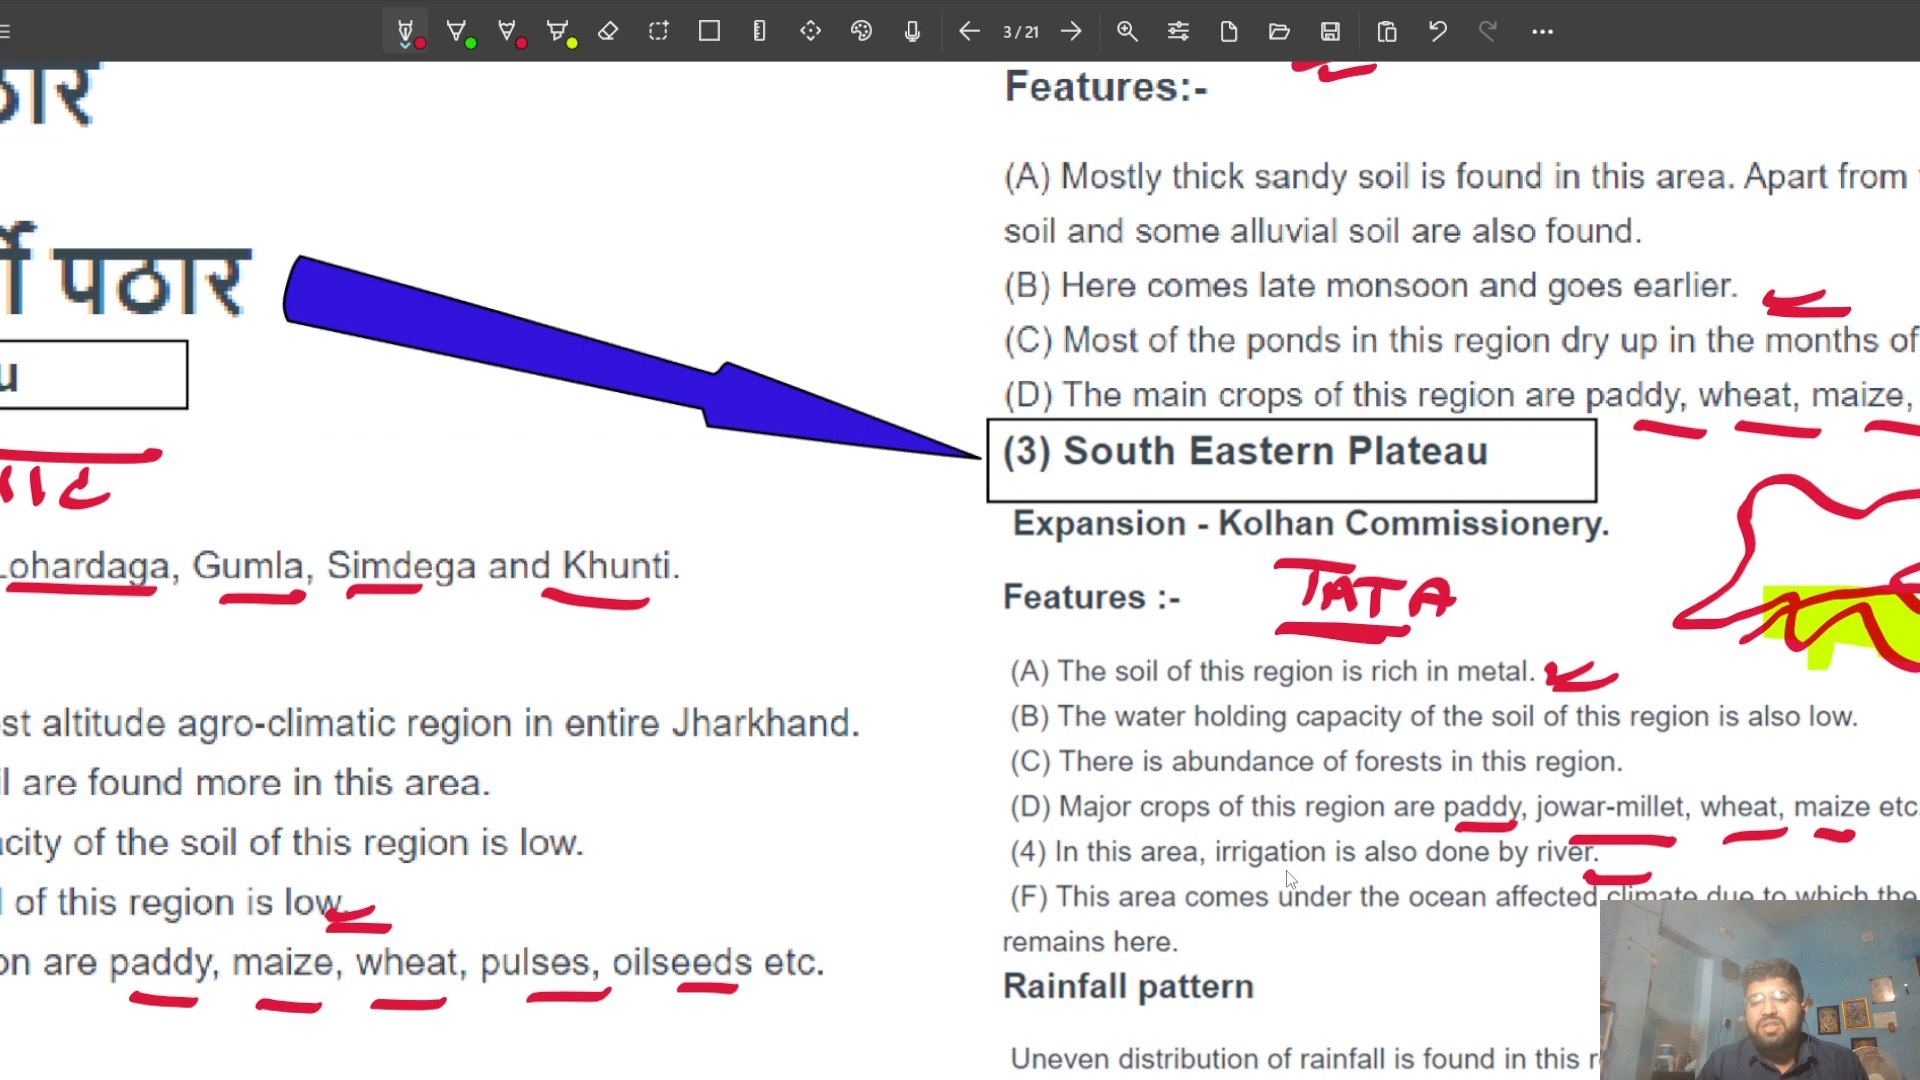 3 / 21
ठार
र्वी पठार
u
Lohardaga, Gumla, Simdega and Khunti.
st altitude agro-climatic region in entire Jharkhand.
il are found more in this area.
city of the soil of this region is low.
of this region is low.
on are paddy, maize, wheat, pulses, oilseeds etc.
Features:-
(A) Mostly thick sandy soil is found in this area. Apart from
soil and some alluvial soil are also found.
(B) Here comes late monsoon and goes earlier.
(C) Most of the ponds in this region dry up in the months of
(D) The main crops of this region are paddy, wheat, maize,
(3) South Eastern Plateau
Expansion - Kolhan Commissionery.
TATA
Features :-
(A) The soil of this region is rich in metal.
(B) The water holding capacity of the soil of this region is also low.
(C) There is abundance of forests in this region.
(D) Major crops of this region are paddy, jowar-millet, wheat, maize etc
(4) In this area, irrigation is also done by river.
(F) This area comes under the ocean affected climate due to which the
remains here.
Rainfall pattern
Uneven distribution of rainfall is found in this r